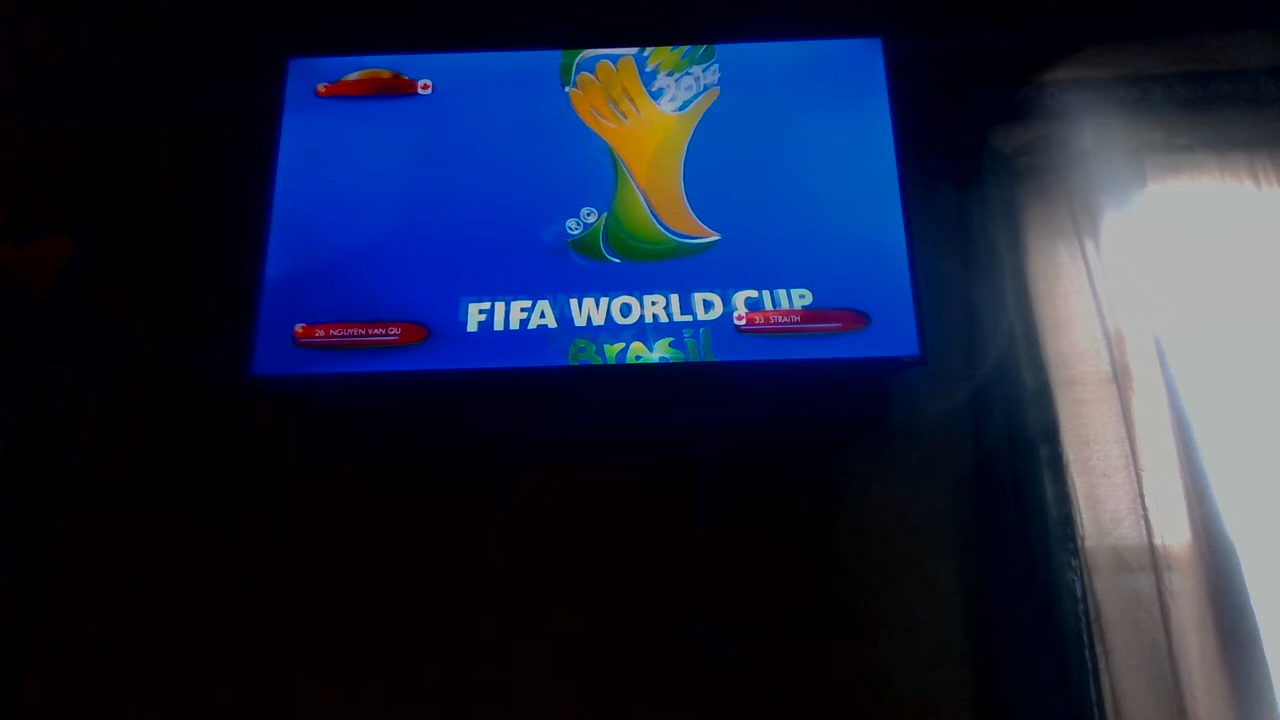 2014
®©
FIFA WORLD CUP
26 NGUYEN VAN QU
33 STRAITH
Brasil